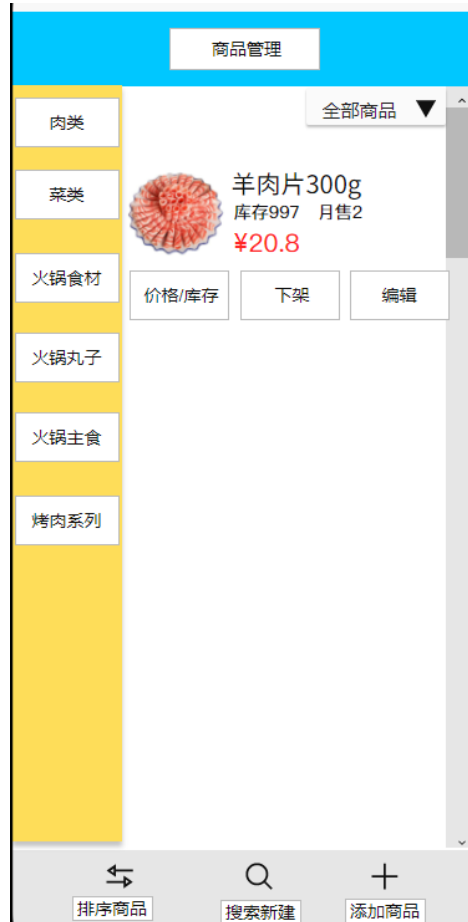 商品管理
全部商品
肉类
菜类
火锅食材
火锅丸子
火锅主食
烤肉系列
羊肉片300g
库存997 月售2
¥20.8
价格/库存 下架 编辑
排序商品 搜索新建 添加商品